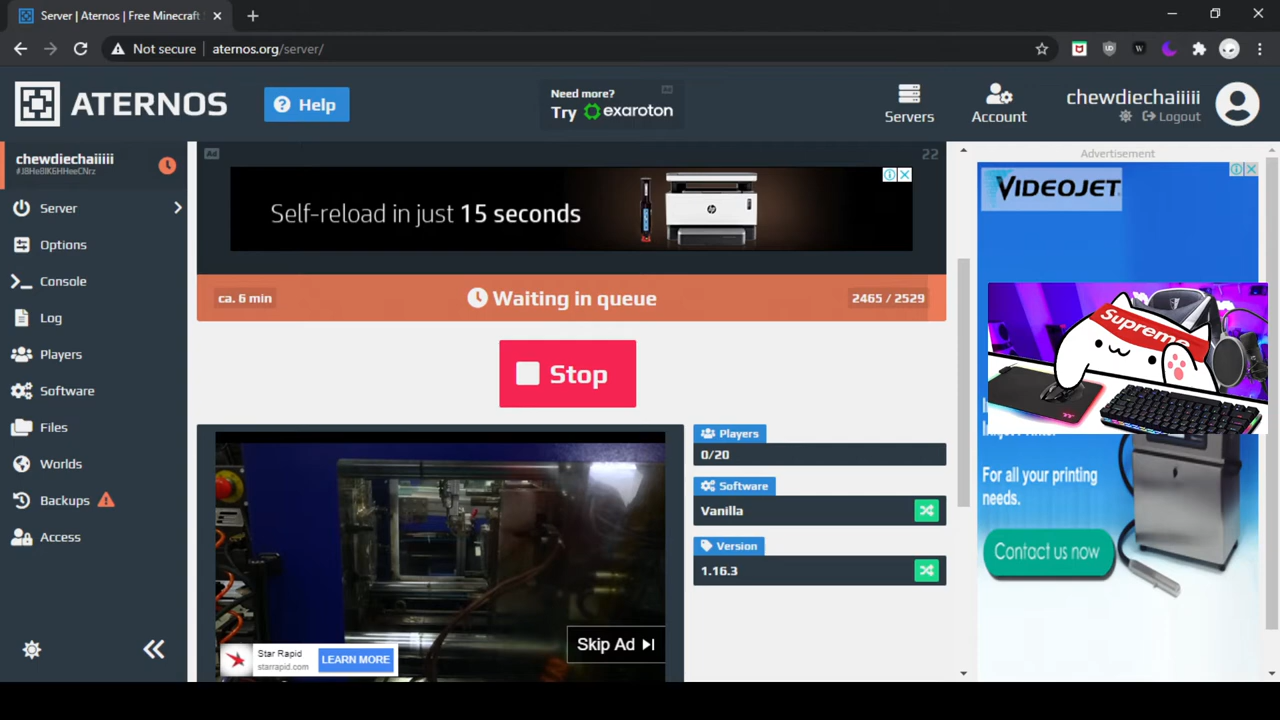 Server | Aternos | Free Minecraft
Not secure
aternos.org/server/
ATERNOS
Help
Need more?
Ad
Try exaroton
Servers
Account
chewdiechaiiiii
Logout
chewdiechaiiiii
Server
Options
Console
Log
Players
Software
Files
Worlds
Backups
Access
Ad
22
Self-reload in just 15 seconds
hp
ca. 6 min
Waiting in queue
2465 / 2529
Stop
Players
0/20
Software
Vanilla
Version
1.16.3
Skip Ad
Star Rapid
starrapid.com
LEARN MORE
Advertisement
VIDEOJET
Supreme
For all your printing
needs.
Contact us now